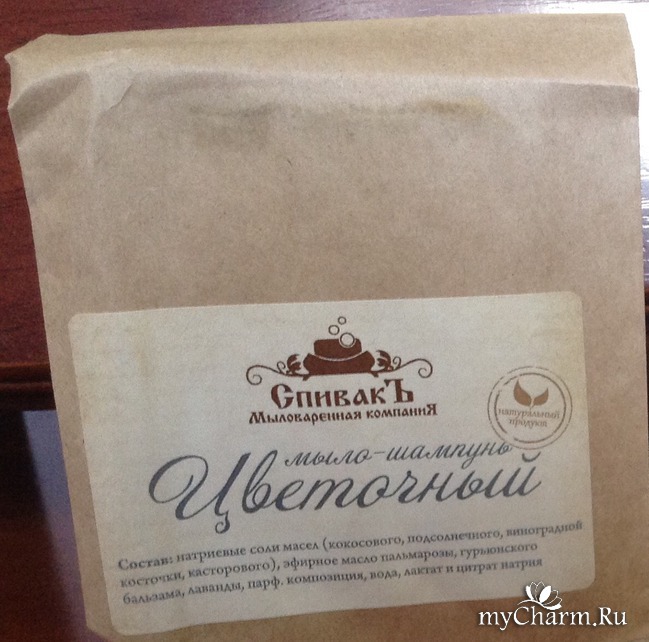 СпивакЪ
Мыловаренная компаниЯ
натуральный
продукт
мыло-шампунь
Цветочный
Состав: натриевые соли масел (кокосового, подсолнечного, виноградной
косточки, касторового), эфирное масло пальмарозы, гурьюнского
бальзама, лаванды, парф. композиция, вода, лактат и цитрат натрия
myCharm.Ru